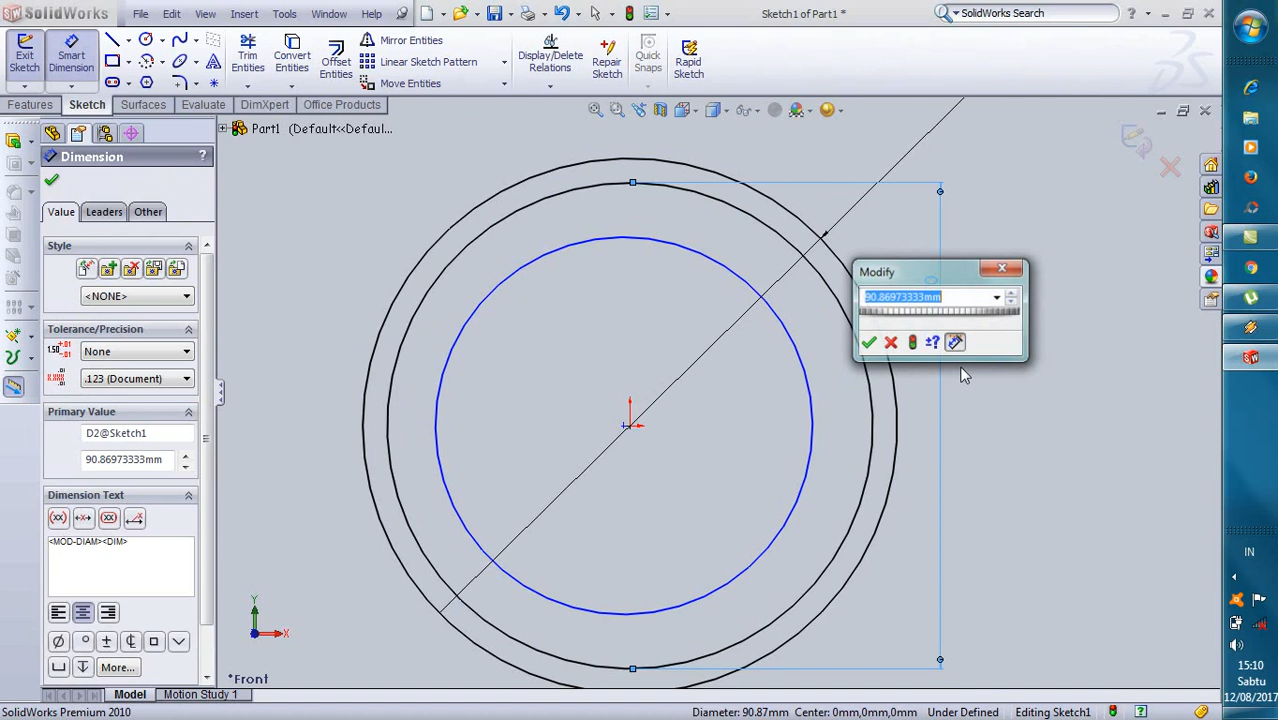 SolidWorks
File
Edit
View
Insert
Tools
Window
Help
Sketch1 of Part1 *
SolidWorks Search
Exit Sketch
Smart Dimension
Trim Entities
Convert Entities
Offset Entities
Mirror Entities
Linear Sketch Pattern
Move Entities
Display/Delete Relations
Repair Sketch
Quick Snaps
Rapid Sketch
Features
Sketch
Surfaces
Evaluate
DimXpert
Office Products
Part1 (Default<<Defaul...
Dimension
?
Value
Leaders
Other
Style
<NONE>
Tolerance/Precision
None
.123 (Document)
Primary Value
D2@Sketch1
90.86973333mm
Dimension Text
<MOD-DIAM><DIM>
More...
Modify
90.86973333mm
Y
X
*Front
Model
Motion Study 1
SolidWorks Premium 2010
Diameter: 90.87mm Center: 0mm,0mm,0mm
Under Defined
Editing Sketch1
IN
15:10
Sabtu
12/08/2017